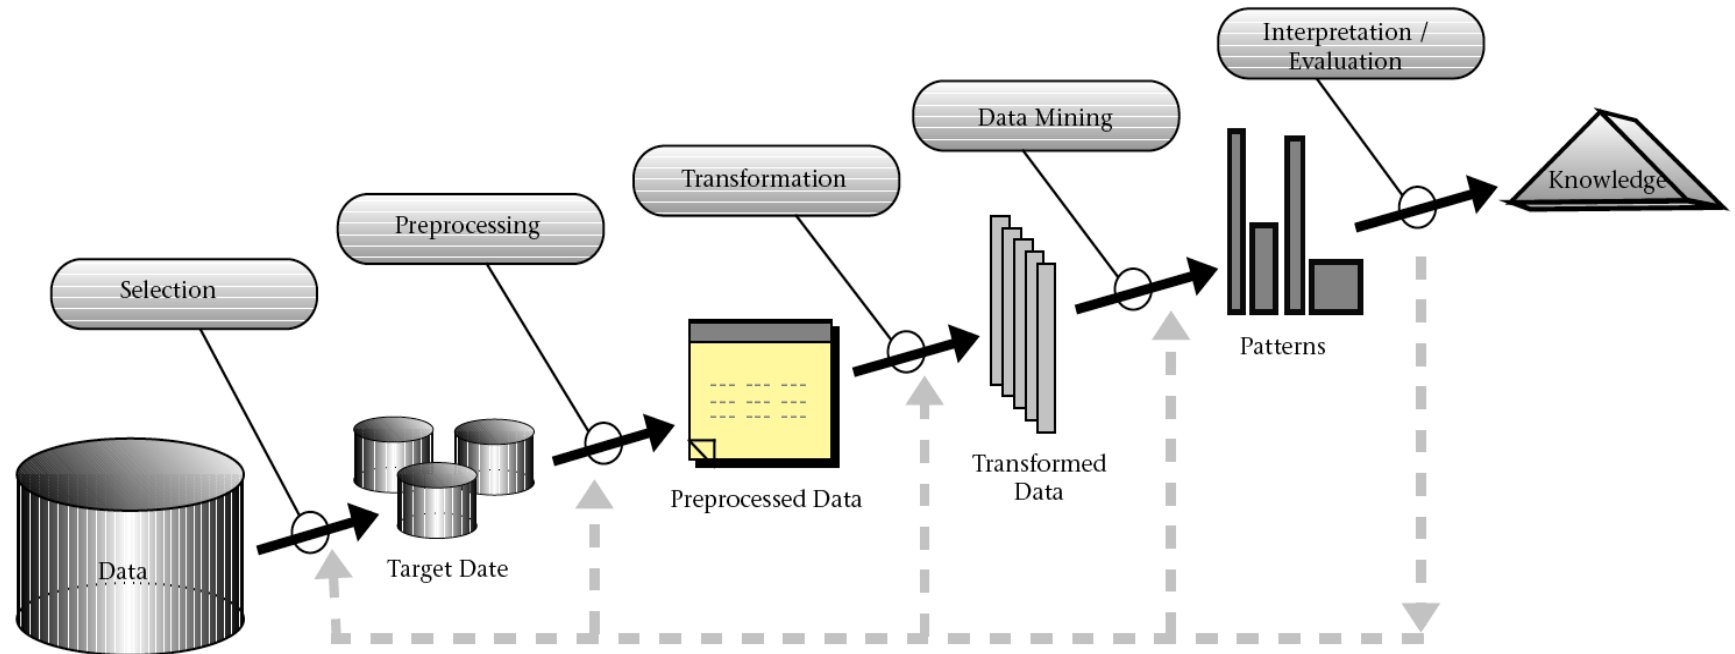 Interpretation /
Evaluation
Data Mining
Transformation
Knowledge
Preprocessing
Selection
Patterns
Transformed
Data
Preprocessed Data
Target Date
Data